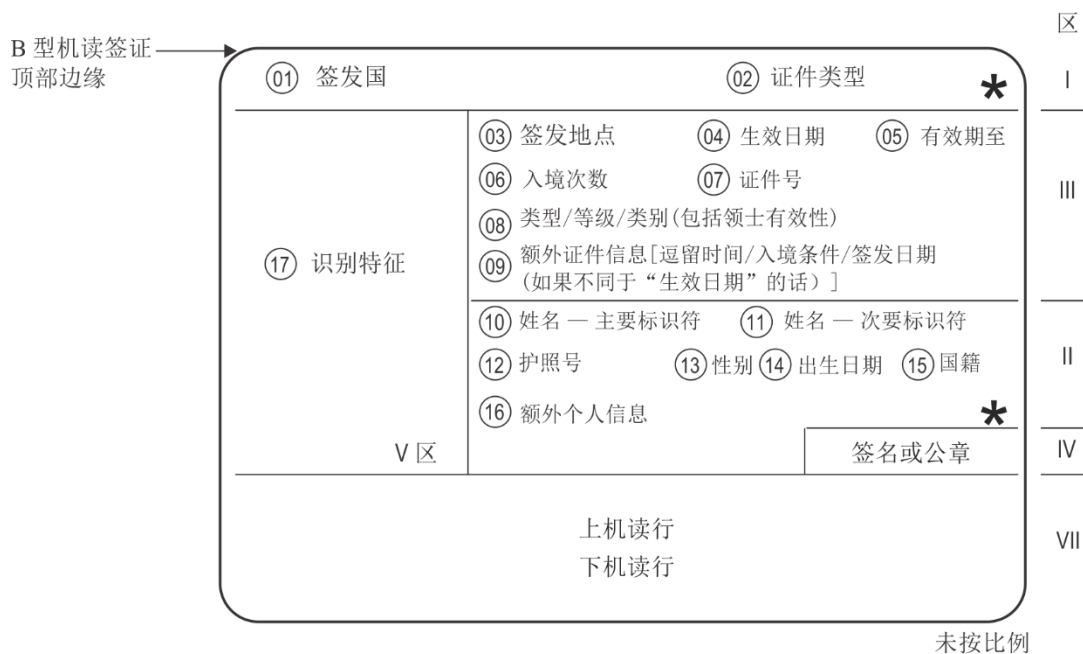 区
B 型机读签证
顶部边缘
01 签发国 02 证件类型 * I
03 签发地点 04 生效日期 05 有效期至
06 入境次数 07 证件号 III
08 类型/等级/类别(包括领士有效性)
17 识别特征
09 额外证件信息[逗留时间/入境条件/签发日期
(如果不同于“生效日期”的话）]
10 姓名 — 主要标识符 11 姓名 — 次要标识符
12 护照号 13 性别 14 出生日期 15 国籍 II
16 额外个人信息 *
V 区 签名或公章 IV
上机读行
下机读行 VII
未按比例